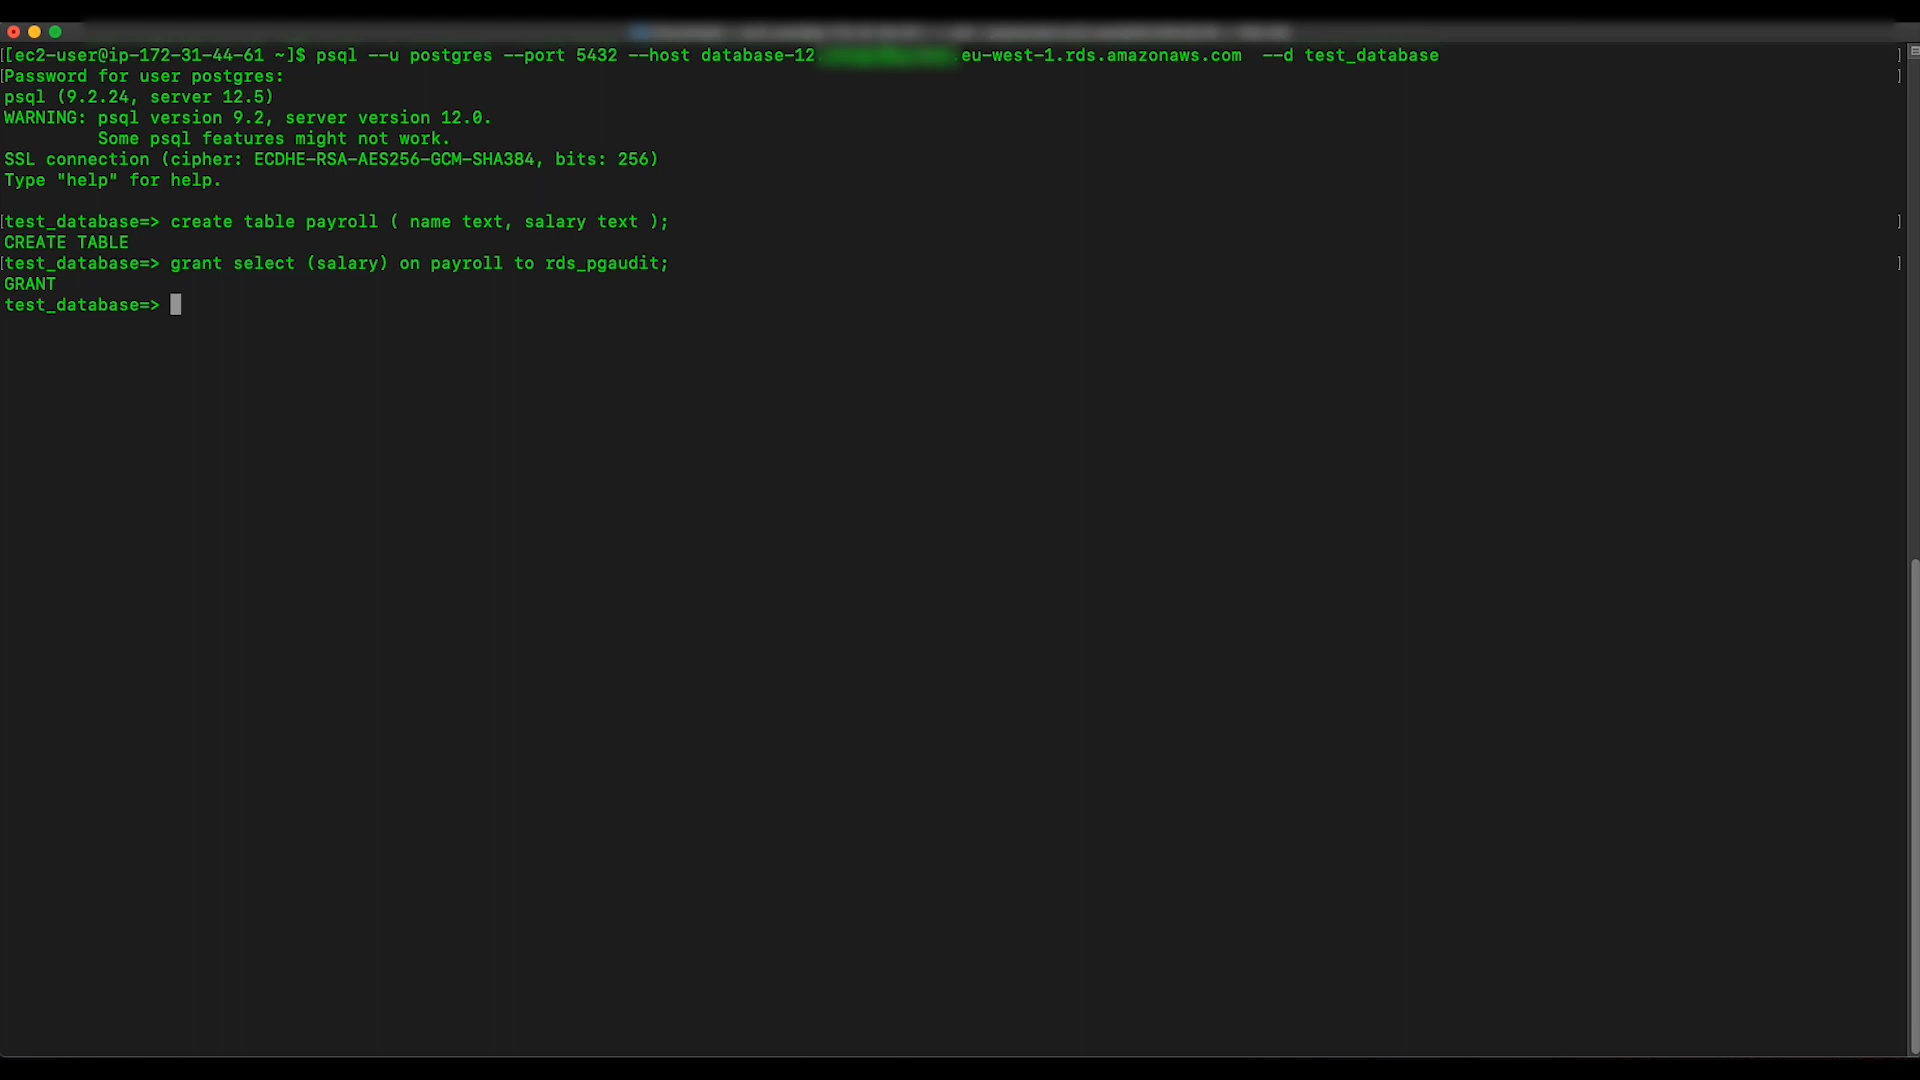 [[ec2-user@ip-172-31-44-61 ~]$ psql --u postgres --port 5432 --host database-12. .eu-west-1.rds.amazonaws.com  --d test_database ]
[Password for user postgres: ]
psql (9.2.24, server 12.5)
WARNING: psql version 9.2, server version 12.0.
         Some psql features might not work.
SSL connection (cipher: ECDHE-RSA-AES256-GCM-SHA384, bits: 256)
Type "help" for help.
[test_database=> create table payroll ( name text, salary text ); ]
CREATE TABLE
[test_database=> grant select (salary) on payroll to rds_pgaudit; ]
GRANT
test_database=>